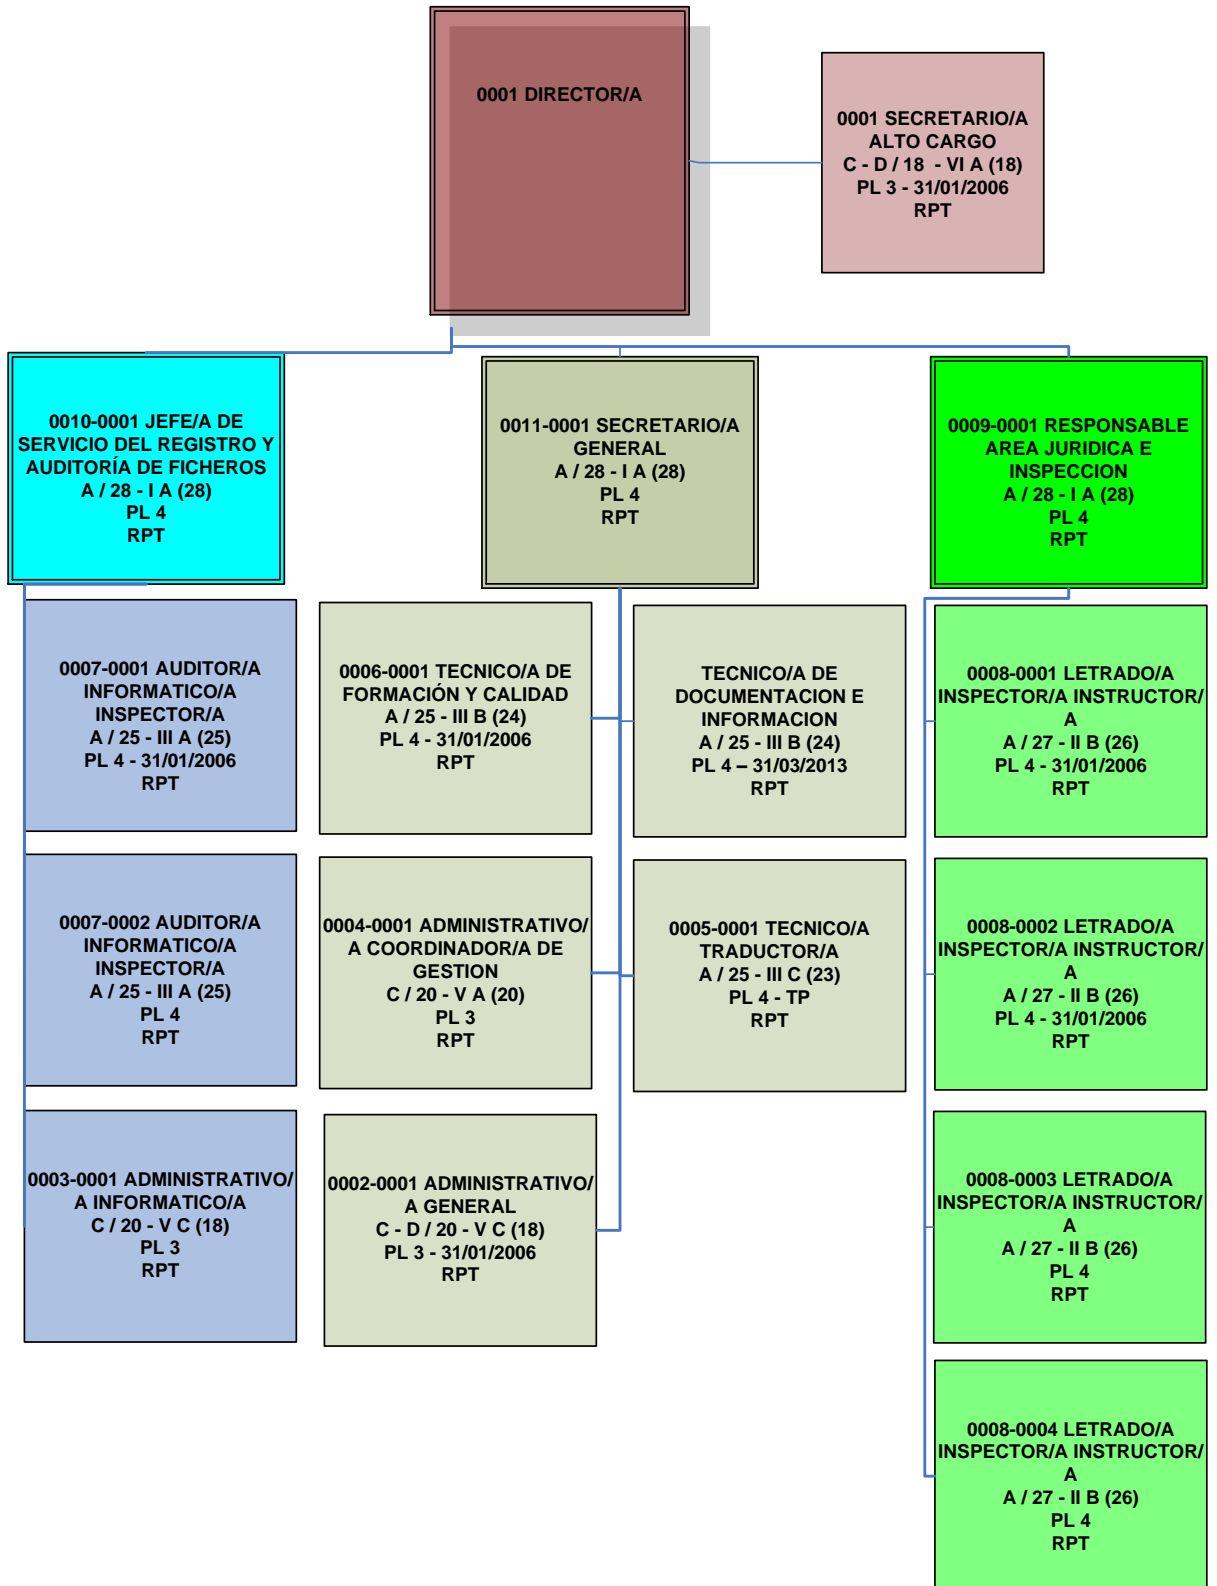 0001 DIRECTOR/A
0001 SECRETARIO/A
ALTO CARGO
C - D / 18 - VI A (18)
PL 3 - 31/01/2006
RPT
0010-0001 JEFE/A DE
SERVICIO DEL REGISTRO Y
AUDITORÍA DE FICHEROS
A / 28 - I A (28)
PL 4
RPT
0011-0001 SECRETARIO/A
GENERAL
A / 28 - I A (28)
PL 4
RPT
0009-0001 RESPONSABLE
AREA JURIDICA E
INSPECCION
A / 28 - I A (28)
PL 4
RPT
0007-0001 AUDITOR/A
INFORMATICO/A
INSPECTOR/A
A / 25 - III A (25)
PL 4 - 31/01/2006
RPT
0006-0001 TECNICO/A DE
FORMACIÓN Y CALIDAD
A / 25 - III B (24)
PL 4 - 31/01/2006
RPT
TECNICO/A DE
DOCUMENTACION E
INFORMACION
A / 25 - III B (24)
PL 4 – 31/03/2013
RPT
0008-0001 LETRADO/A
INSPECTOR/A INSTRUCTOR/
A
A / 27 - II B (26)
PL 4 - 31/01/2006
RPT
0007-0002 AUDITOR/A
INFORMATICO/A
INSPECTOR/A
A / 25 - III A (25)
PL 4
RPT
0004-0001 ADMINISTRATIVO/
A COORDINADOR/A DE
GESTION
C / 20 - V A (20)
PL 3
RPT
0005-0001 TECNICO/A
TRADUCTOR/A
A / 25 - III C (23)
PL 4 - TP
RPT
0008-0002 LETRADO/A
INSPECTOR/A INSTRUCTOR/
A
A / 27 - II B (26)
PL 4 - 31/01/2006
RPT
0003-0001 ADMINISTRATIVO/
A INFORMATICO/A
C / 20 - V C (18)
PL 3
RPT
0002-0001 ADMINISTRATIVO/
A GENERAL
C - D / 20 - V C (18)
PL 3 - 31/01/2006
RPT
0008-0003 LETRADO/A
INSPECTOR/A INSTRUCTOR/
A
A / 27 - II B (26)
PL 4
RPT
0008-0004 LETRADO/A
INSPECTOR/A INSTRUCTOR/
A
A / 27 - II B (26)
PL 4
RPT